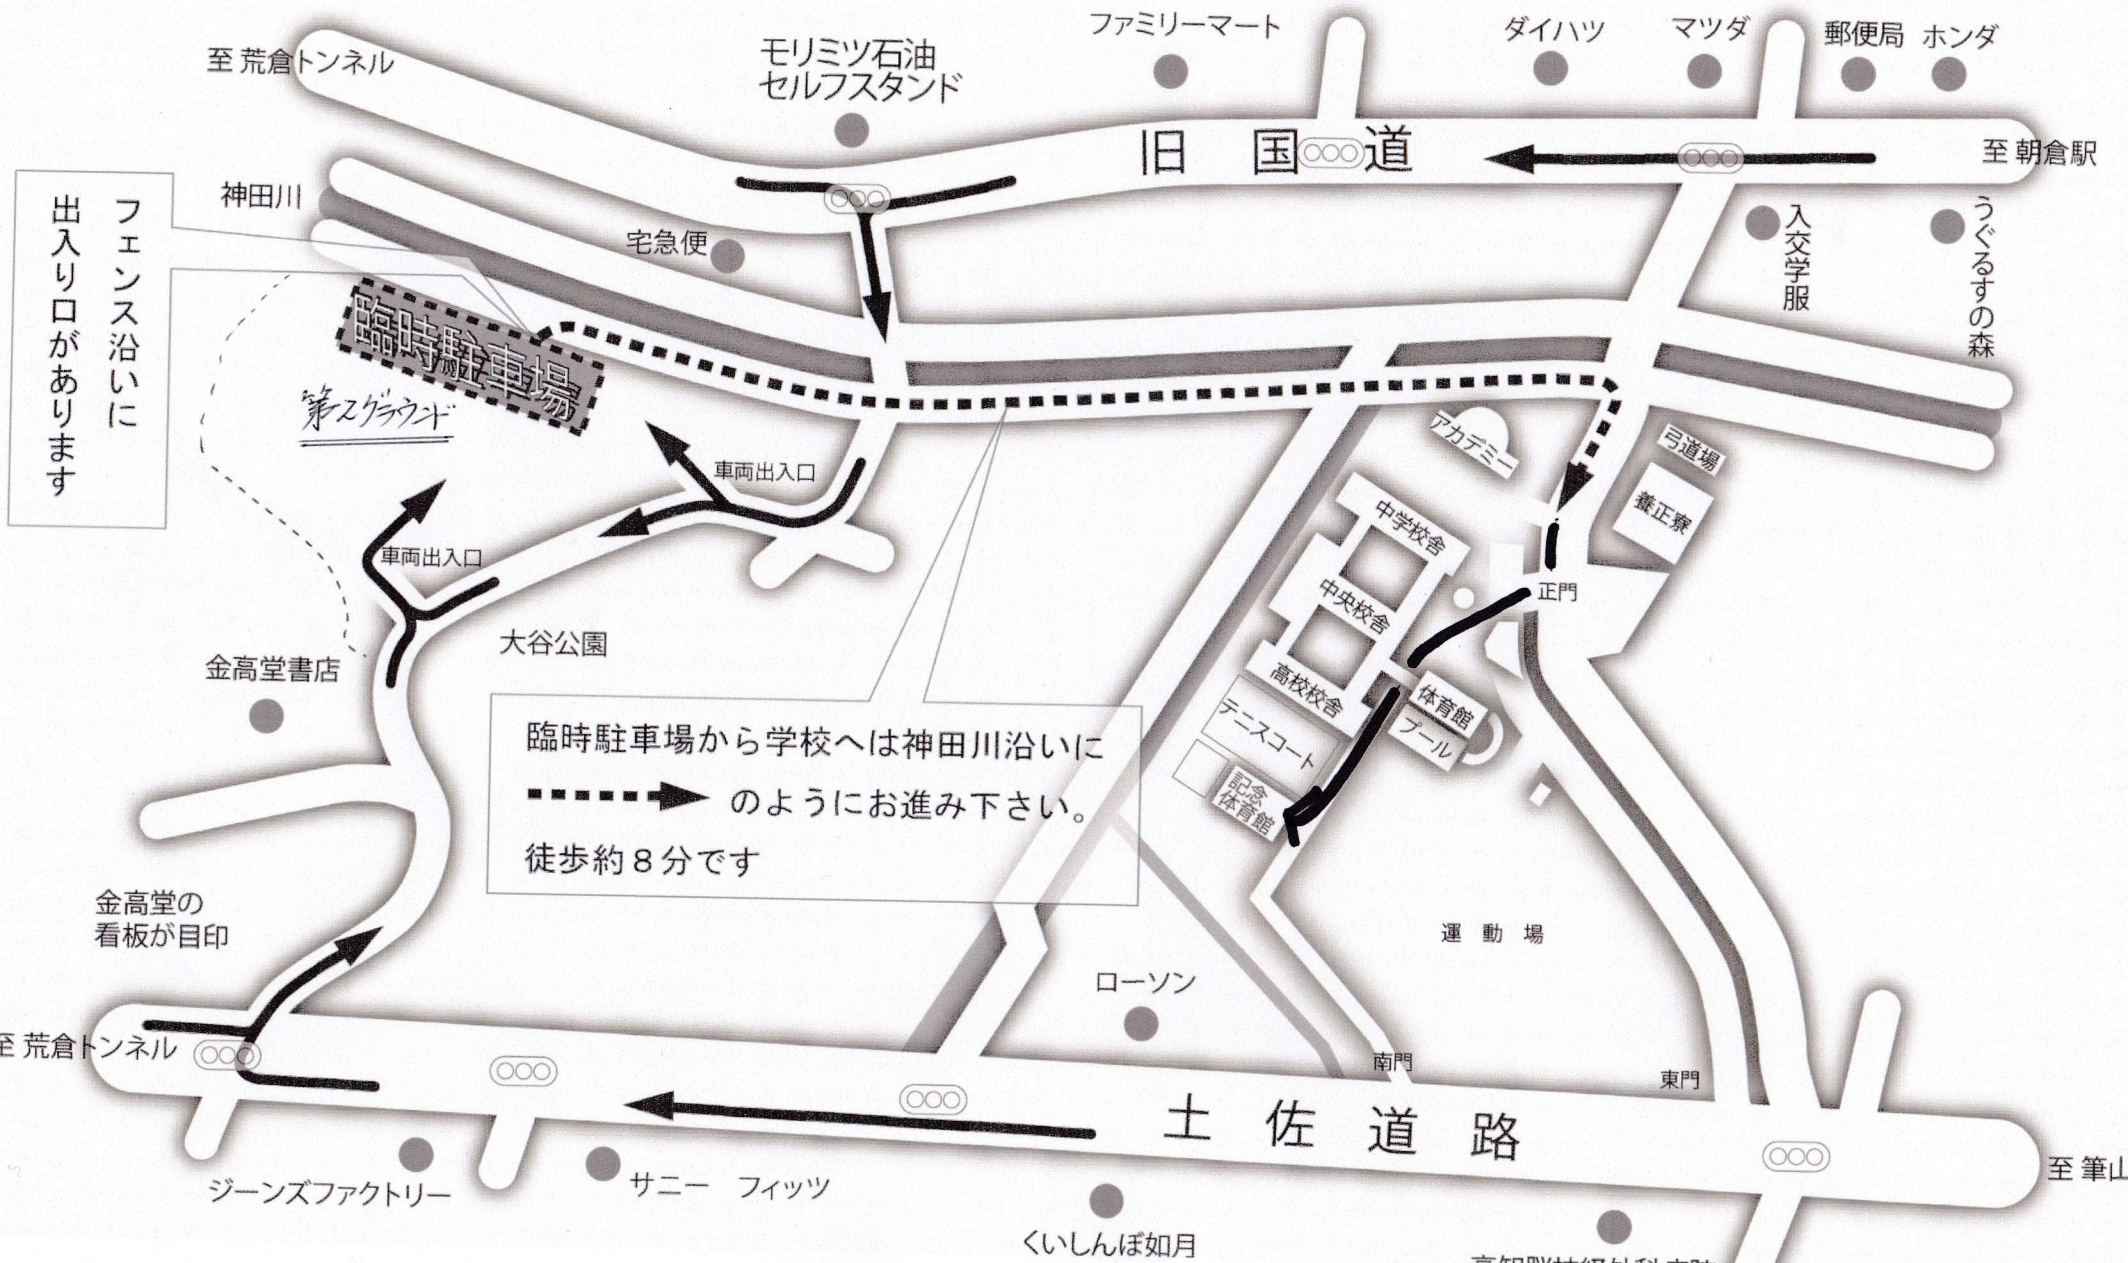 ファミリーマート
ダイハツ
マツダ
郵便局
ホンダ
至 荒倉トンネル
モリミツ石油
セルフスタンド
旧国道
至 朝倉駅
神田川
宅急便
入交学服
うぐるすの森
フェンス沿いに
出入り口があります
臨時駐車場
第2グラウンド
車両出入口
車両出入口
アカデミー
弓道場
養正寮
中学校舎
中央校舎
高校校舎
正門
体育館
プール
テニスコート
記念
体育館
大谷公園
金高堂書店
臨時駐車場から学校へは神田川沿いに
のようにお進み下さい。
徒歩約8分です
金高堂の
看板が目印
運動場
ローソン
南門
東門
至 荒倉トンネル
土佐道路
至 筆山
ジーンズファクトリー
サニー フィッツ
くいしんぼ如月